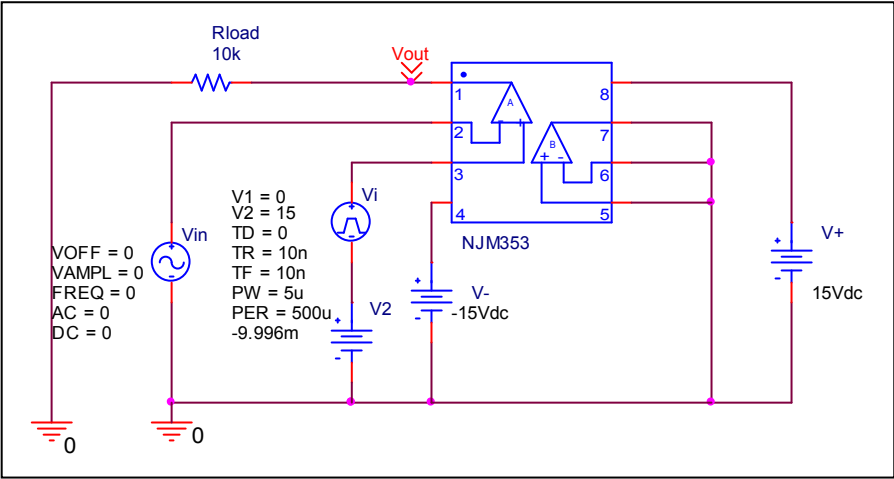 Rload
10k
Vout
1
8
A
2
7
B
3
6
4
5
NJM353
Vi
V1 = 0
V2 = 15
TD = 0
TR = 10n
TF = 10n
PW = 5u
PER = 500u
-9.996m
V2
Vin
VOFF = 0
VAMPL = 0
FREQ = 0
AC = 0
DC = 0
V-
-15Vdc
V+
15Vdc
0
0